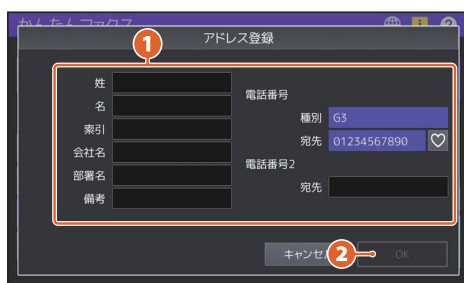 かんたんファクス
アドレス登録
1
姓
名
索引
会社名
部署名
備考
電話番号
種別 G3
宛先 01234567890
電話番号2
宛先
キャンセル
2
OK